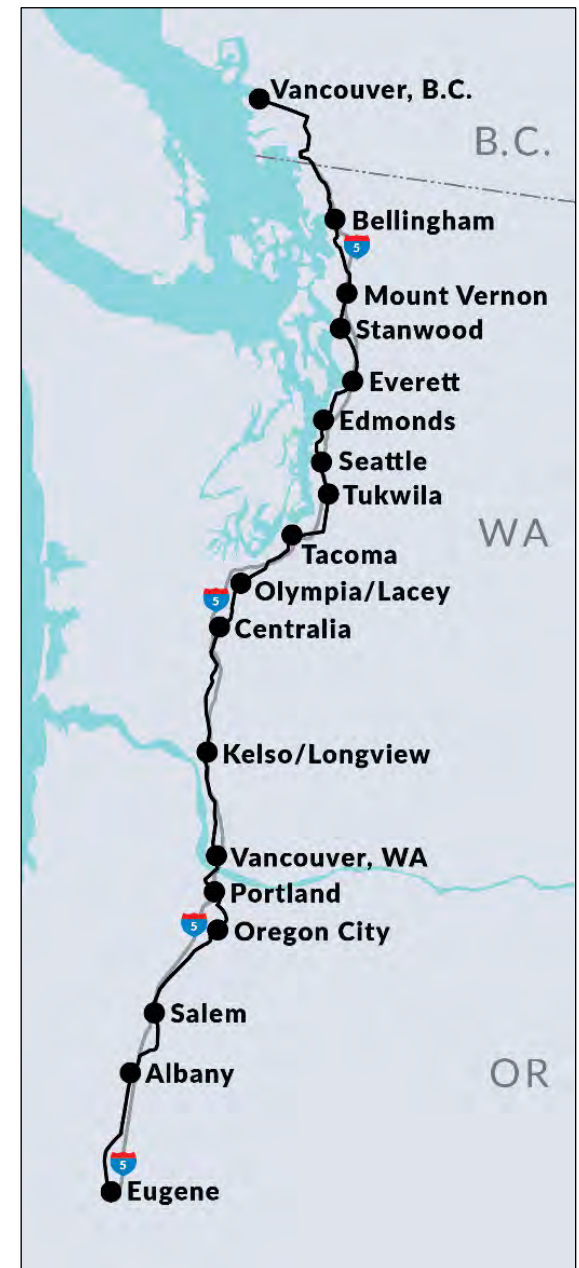 Vancouver, B.C.
B.C.
Bellingham
5
Mount Vernon
Stanwood
Everett
Edmonds
Seattle
Tukwila
WA
Tacoma
Olympia/Lacey
5
Centralia
Kelso/Longview
Vancouver, WA
Portland
5
Oregon City
Salem
Albany
OR
5
Eugene